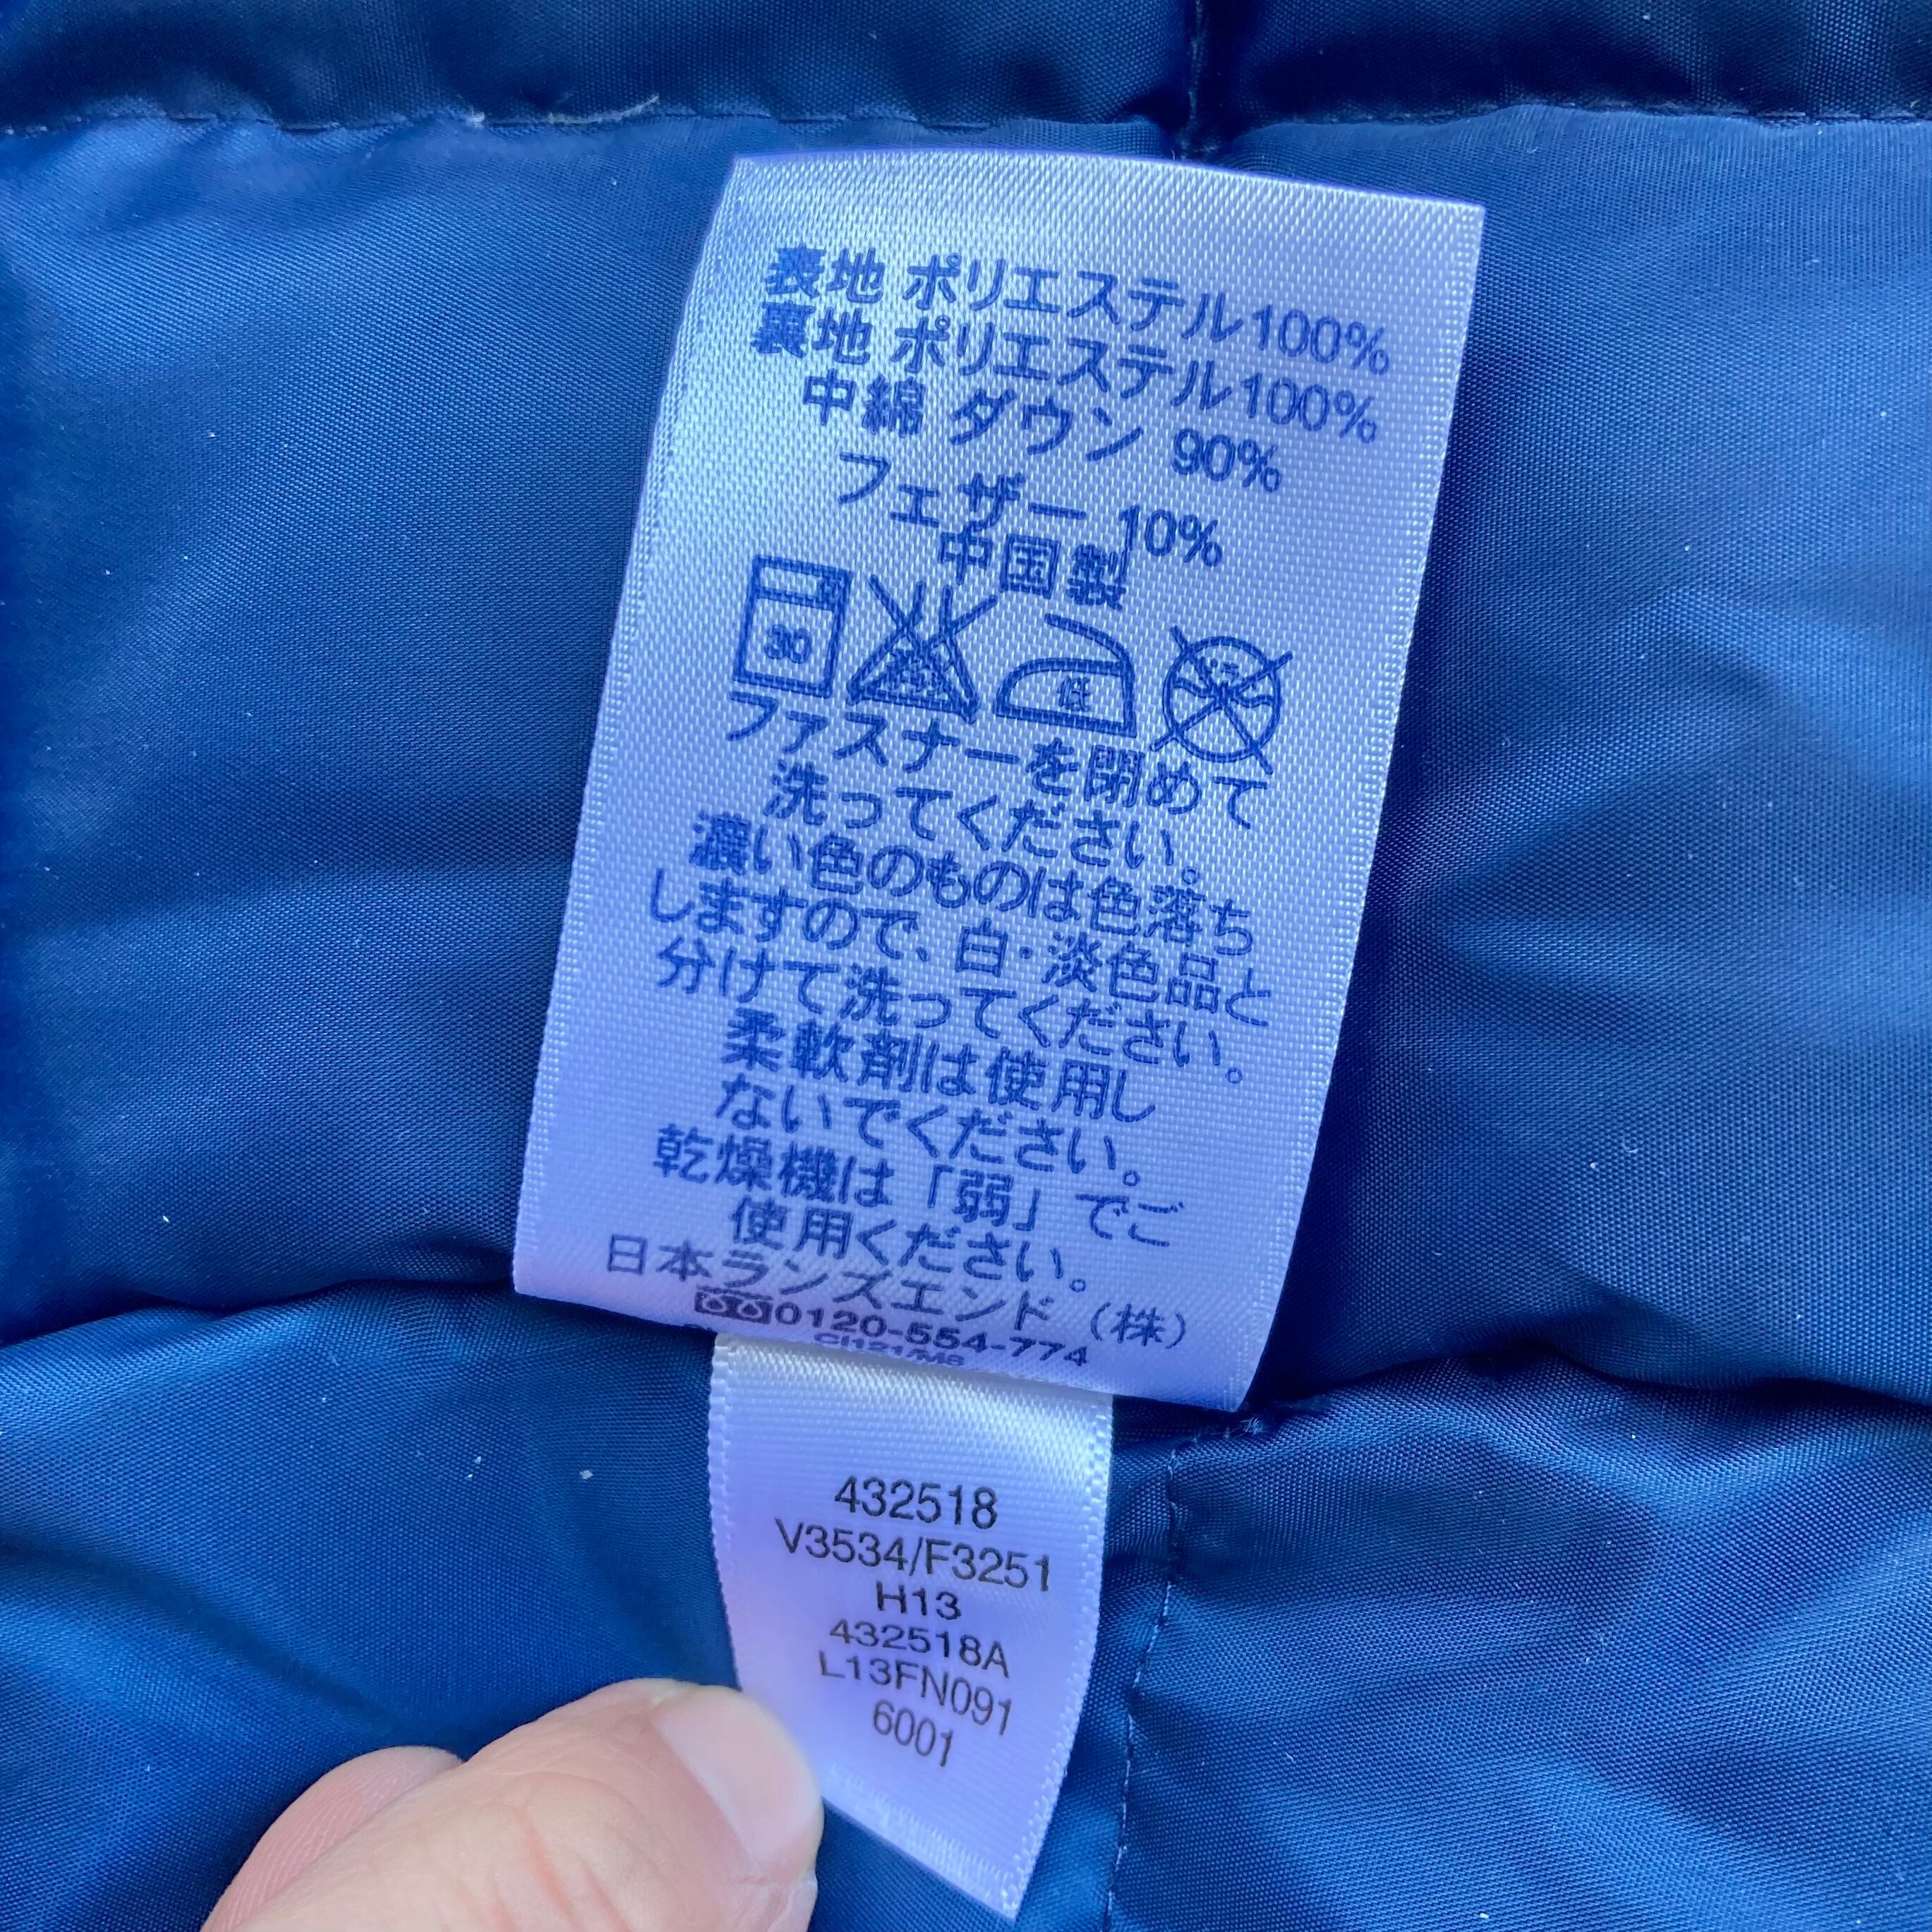 表地 ポリエステル100%
裏地 ポリエステル100%
中綿 ダウン 90%
フェザー 10%
中国製
30
低
ファスナーを閉めて
洗ってください。
濃い色のものは色落ち
しますので、白・淡色品と
分けて洗ってください。
柔軟剤は使用し
ないでください。
乾燥機は「弱」でご
使用ください。
日本ランズエンド(株)
0120-554-774
432518
V3534/F3251
H13
432518A
L13FN091
6001